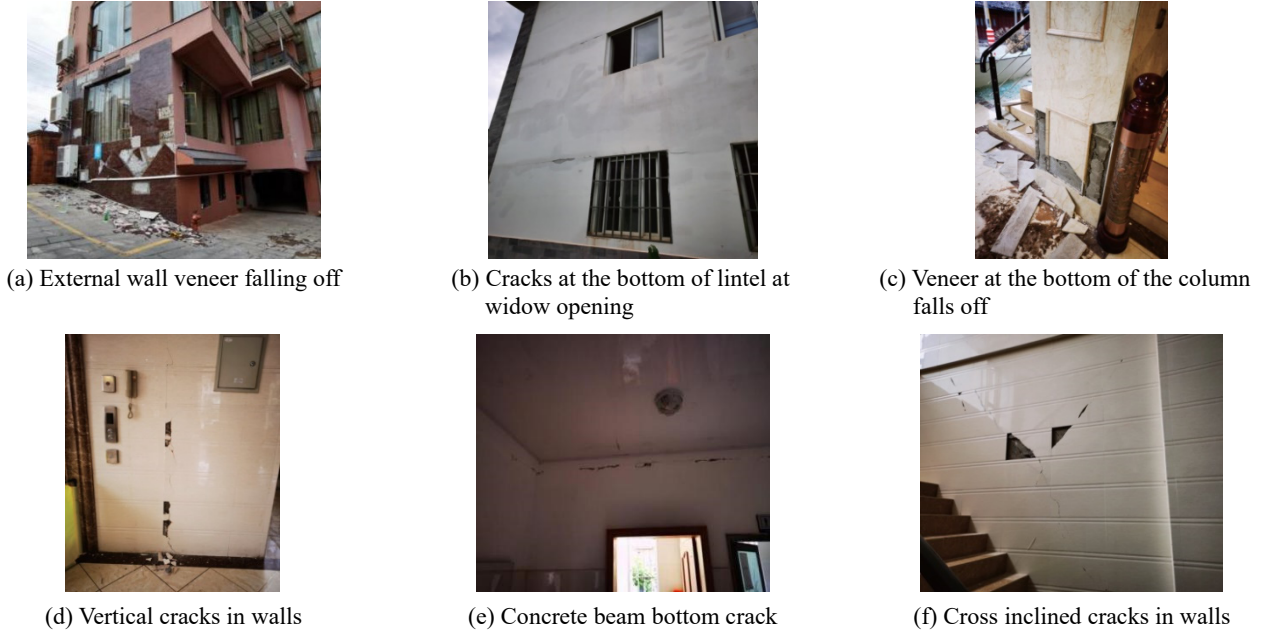 (a) External wall veneer falling off
(b) Cracks at the bottom of lintel at
widow opening
(c) Veneer at the bottom of the column
falls off
(d) Vertical cracks in walls
(e) Concrete beam bottom crack
(f) Cross inclined cracks in walls